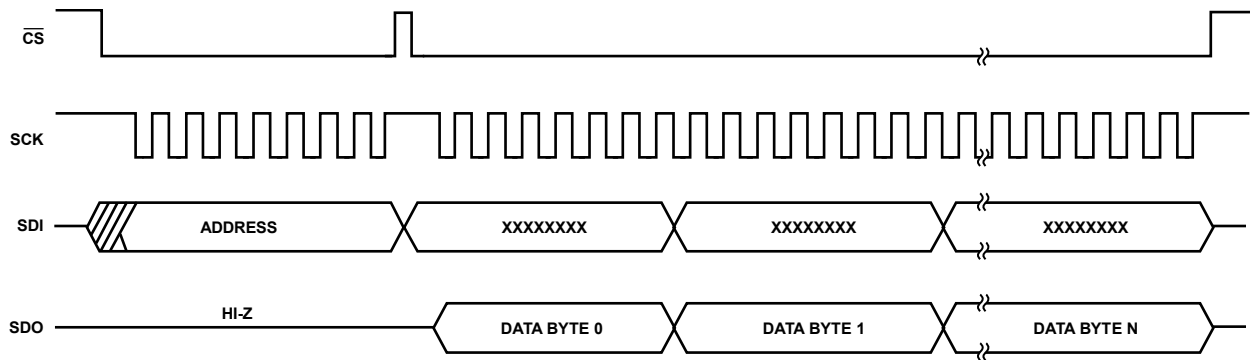 CS
SCK
SDI ADDRESS XXXXXXXX XXXXXXXX XXXXXXXX
HI-Z
SDO DATA BYTE 0 DATA BYTE 1 DATA BYTE N